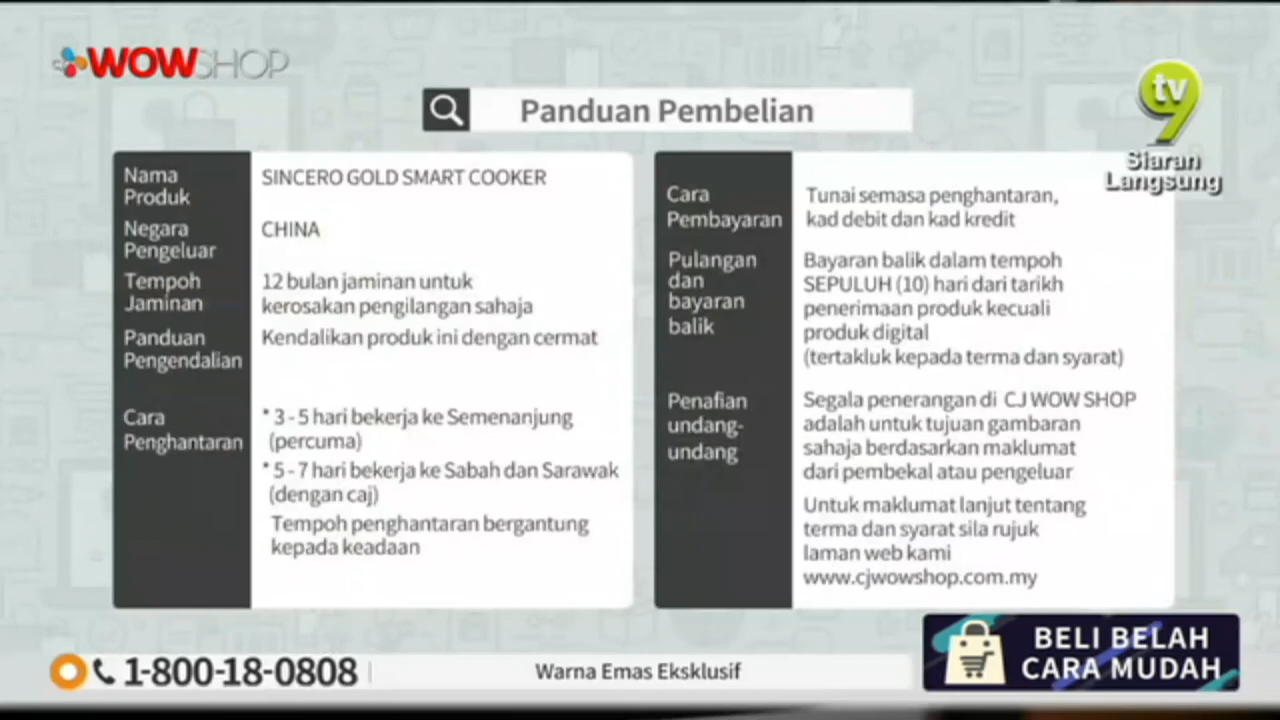 WOWSHOP
tv9
Siaran
Langsung
Panduan Pembelian
Nama
Produk
SINCERO GOLD SMART COOKER
Negara
Pengeluar
CHINA
Tempoh
Jaminan
12 bulan jaminan untuk
kerosakan pengilangan sahaja
Panduan
Pengendalian
Kendalikan produk ini dengan cermat
Cara
Penghantaran
* 3 - 5 hari bekerja ke Semenanjung
(percuma)
* 5 - 7 hari bekerja ke Sabah dan Sarawak
(dengan caj)
Tempoh penghantaran bergantung
kepada keadaan
Cara
Pembayaran
Tunai semasa penghantaran,
kad debit dan kad kredit
Pulangan
dan
bayaran
balik
Bayaran balik dalam tempoh
SEPULUH (10) hari dari tarikh
penerimaan produk kecuali
produk digital
(tertakluk kepada terma dan syarat)
Penafian
undang-
undang
Segala penerangan di CJ WOW SHOP
adalah untuk tujuan gambaran
sahaja berdasarkan maklumat
dari pembekal atau pengeluar
Untuk maklumat lanjut tentang
terma dan syarat sila rujuk
laman web kami
www.cjwowshop.com.my
1-800-18-0808
Warna Emas Eksklusif
BELI BELAH
CARA MUDAH